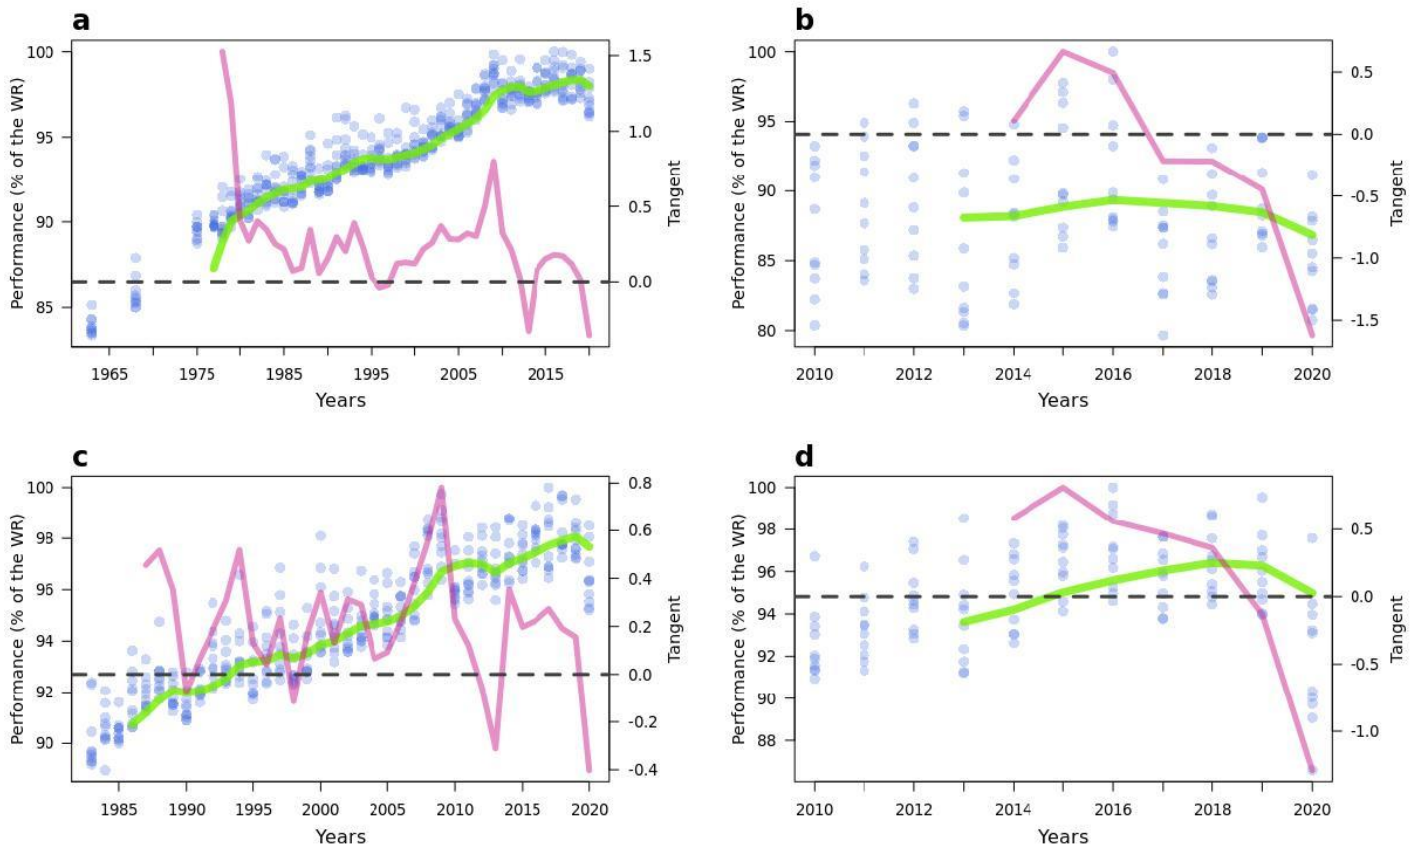 a
100
95
90
85
Performance (% of the WR)
1.5
1.0
0.5
0.0
Tangent
1965 1975 1985 1995 2005 2015
Years
b
100
95
90
85
80
Performance (% of the WR)
0.5
0.0
-0.5
-1.0
-1.5
Tangent
2010 2012 2014 2016 2018 2020
Years
c
100
98
96
94
92
90
Performance (% of the WR)
0.8
0.6
0.4
0.2
0.0
-0.2
-0.4
Tangent
1985 1990 1995 2000 2005 2010 2015 2020
Years
d
100
98
96
94
92
90
88
Performance (% of the WR)
0.5
0.0
-0.5
-1.0
Tangent
2010 2012 2014 2016 2018 2020
Years